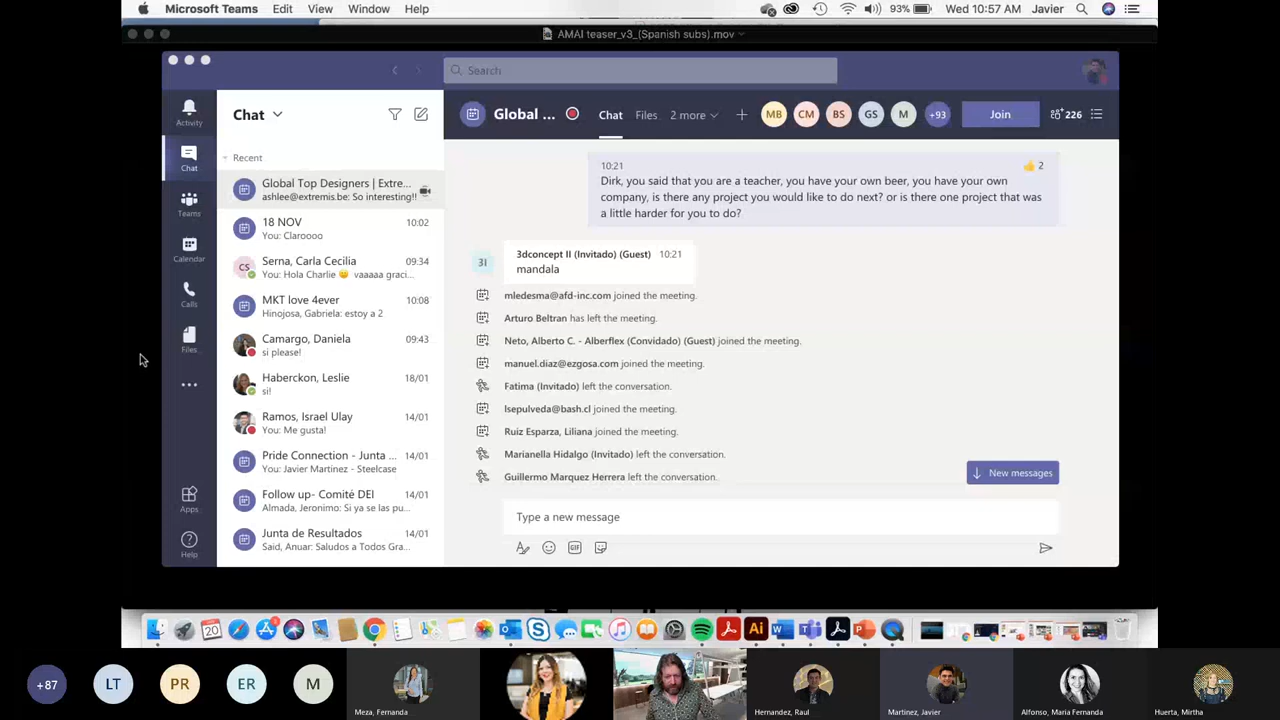 Microsoft Teams Edit View Window Help 93% Wed 10:57 AM Javier
AMAI teaser_v3_(Spanish subs).mov
Search
Activity
Chat
Teams
Calendar
Calls
Files
Apps
Help
Chat
Recent
Global Top Designers | Extre...
ashlee@extremis.be: So interesting!!
18 NOV 10:02
You: Claroooo
CS
Serna, Carla Cecilia 09:34
You: Hola Charlie vaaaaa graci...
MKT love 4ever 10:08
Hinojosa, Gabriela: estoy a 2
Camargo, Daniela 09:43
si please!
Haberckon, Leslie 18/01
si!
Ramos, Israel Ulay 14/01
You: Me gusta!
Pride Connection - Junta ... 14/01
You: Javier Martinez - Steelcase
Follow up- Comité DEI 14/01
Almada, Jeronimo: Si ya se las pu...
Junta de Resultados 14/01
Said, Anuar: Saludos a Todos Gra...
Global ... Chat Files 2 more MB CM BS GS M +93 Join 226
10:21 2
Dirk, you said that you are a teacher, you have your own beer, you have your own
company, is there any project you would like to do next? or is there one project that was
a little harder for you to do?
3I
3dconcept II (Invitado) (Guest) 10:21
mandala
mledesma@afd-inc.com joined the meeting.
Arturo Beltran has left the meeting.
Neto, Alberto C. - Alberflex (Convidado) (Guest) joined the meeting.
manuel.diaz@ezgosa.com joined the meeting.
Fatima (Invitado) left the conversation.
lsepulveda@bash.cl joined the meeting.
Ruiz Esparza, Liliana joined the meeting.
Marianella Hidalgo (Invitado) left the conversation.
Guillermo Marquez Herrera left the conversation.
New messages
Type a new message
GIF
20
Ai
+87 LT PR ER M
Meza, Fernanda
Hernandez, Raul
Martinez, Javier
Alfonso, Maria Fernanda
Huerta, Mirtha